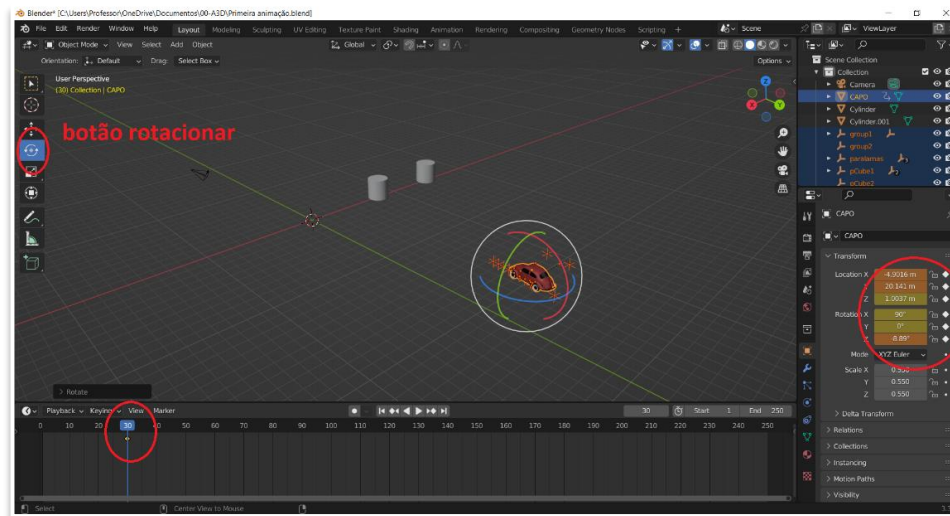 Blender* [C:\Users\Professor\OneDrive\Documentos\00-A3D\Primeira animação.blend]
File Edit Render Window Help Layout Modeling Sculpting UV Editing Texture Paint Shading Animation Rendering Compositing Geometry Nodes Scripting + Scene ViewLayer
Object Mode View Select Add Object Global
Orientation: Default Drag: Select Box Options
User Perspective
(30) Collection | CAPO
botão rotacionar
Rotate
Scene Collection
Collection
Camera
CAPO
Cylinder
Cylinder.001
group1
group2
paralamas
pCube1
pCube2
CAPO
CAPO
Transform
Location X -4.9916 m
20.141 m
Z 1.0037 m
Rotation X 90°
Y 0°
-8.89°
Mode XYZ Euler
Scale X 0.550
Y 0.550
Z 0.550
Delta Transform
Relations
Collections
Instancing
Motion Paths
Visibility
Playback Keying View Marker 30 Start 1 End 250
0 10 20 30 40 50 60 70 80 90 100 110 120 130 140 150 160 170 180 190 200 210 220 230 240 250
Select Center View to Mouse